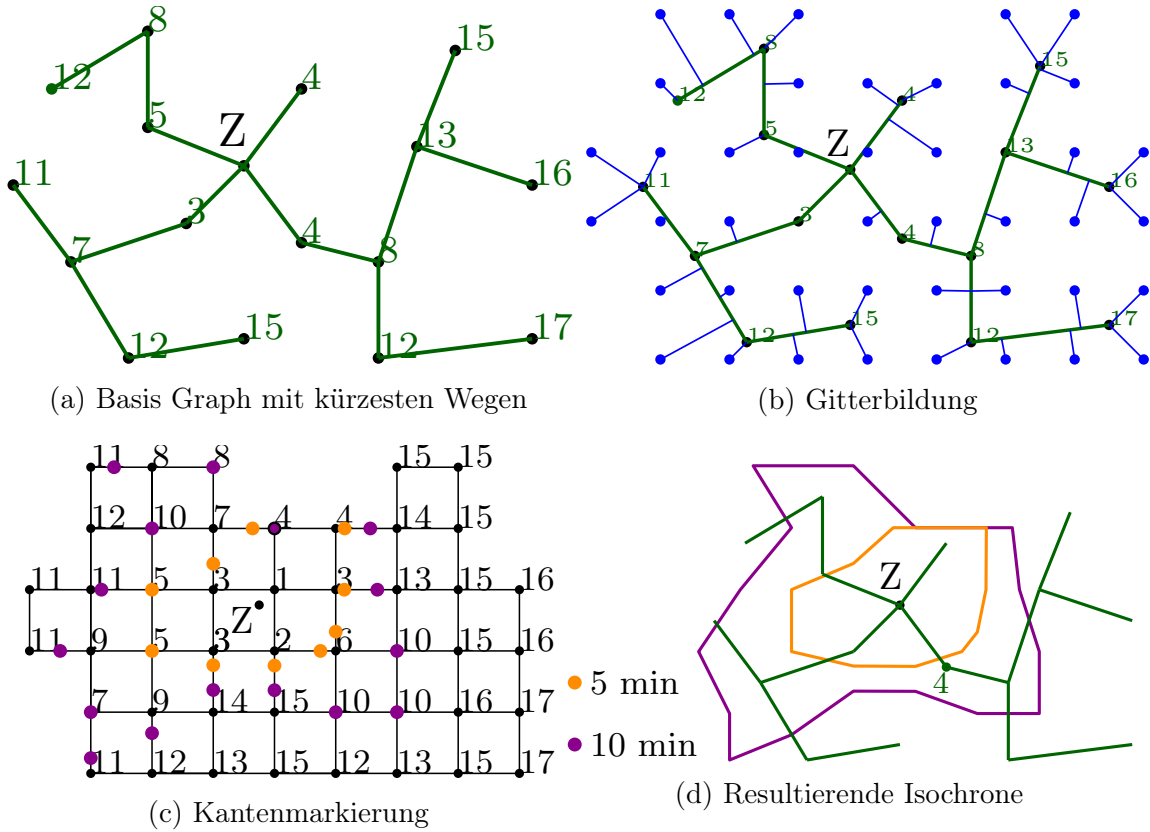 8
15
12
4
Z
5
13
11
16
3
7
4
8
15
17
12
12
(a) Basis Graph mit kürzesten Wegen
8
15
12
4
Z
5
13
11
16
3
4
7
8
15
17
12
12
(b) Gitterbildung
11 8 8 15 15
12 10 7 4 4 14 15
11 11 5 3 1 3 13 15 16
Z
11 9 5 3 2 6 10 15 16
7 9 14 15 10 10 16 17
11 12 13 15 12 13 15 17
5 min
10 min
(c) Kantenmarkierung
Z
4
(d) Resultierende Isochrone